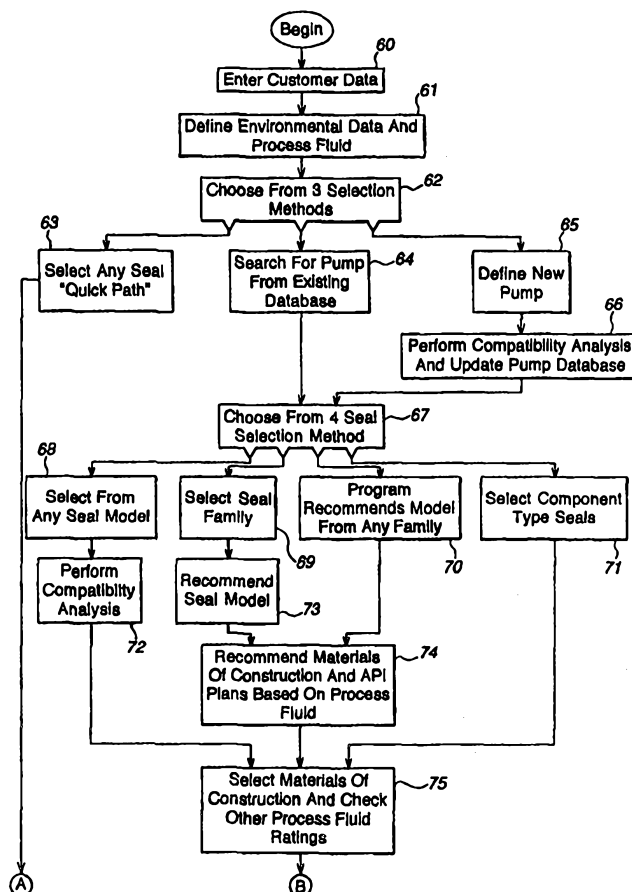 Begin
60
Enter Customer Data
61
Define Environmental Data And
Process Fluid
62
Choose From 3 Selection
Methods
63
Select Any Seal
"Quick Path"
Search For Pump
From Existing
Database
64
65
Define New
Pump
66
Perform Compatibility Analysis
And Update Pump Database
Choose From 4 Seal
Selection Method
67
68
Select From
Any Seal Model
Select Seal
Family
69
Program
Recommends Model
From Any Family
70
Select Component
Type Seals
71
Perform
Compatibility
Analysis
72
Recommend
Seal Model
73
Recommend Materials
Of Construction And API
Plans Based On Process
Fluid
74
Select Materials Of
Construction And Check
Other Process Fluid
Ratings
75
A
B